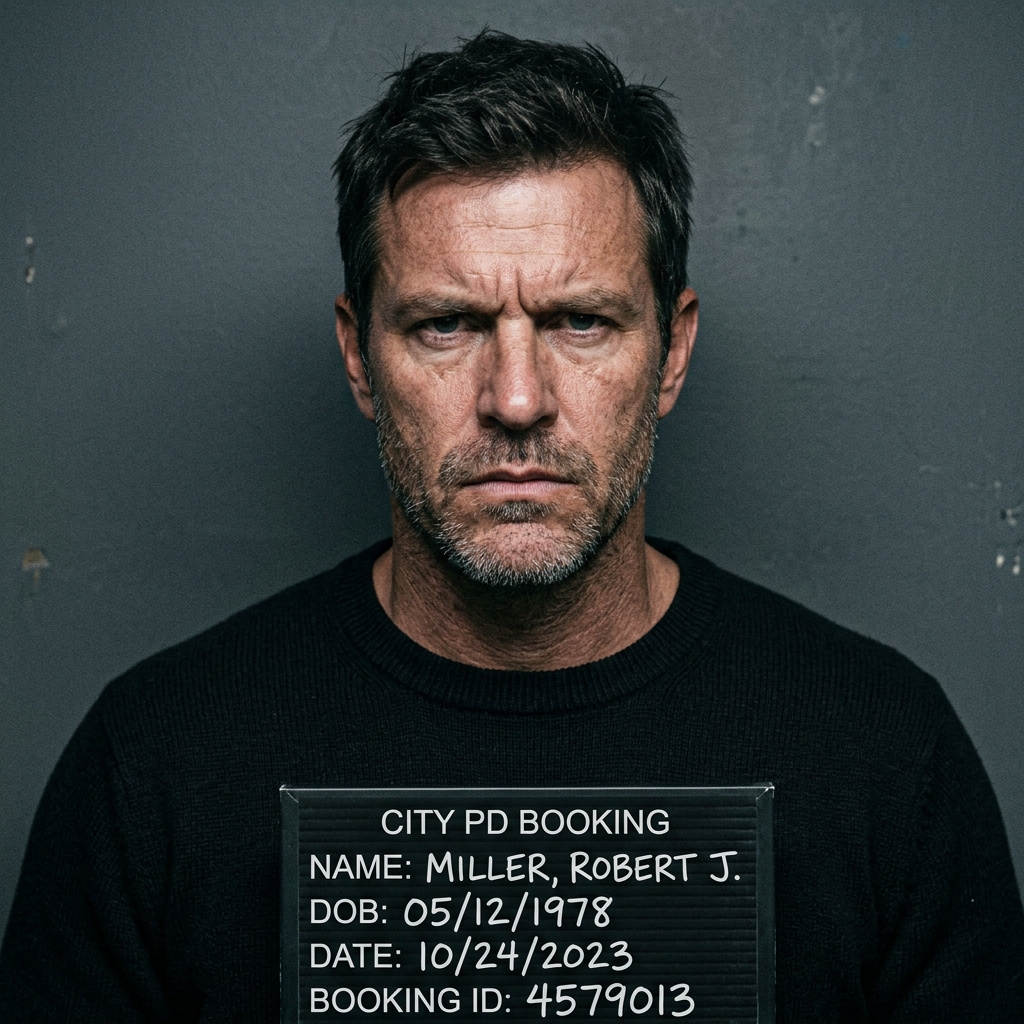 CITY PD BOOKING
NAME: MILLER, ROBERT J.
DOB: 05/12/1978
DATE: 10/24/2023
BOOKING ID: 4579013